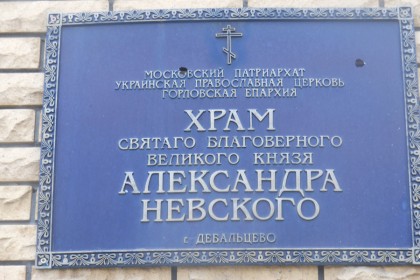 МОСКОВСКИЙ ПАТРИАРХАТ
УКРАИНСКАЯ ПРАВОСЛАВНАЯ ЦЕРКОВЬ
ГОРЛОВСКАЯ ЕПАРХИЯ
ХРАМ
СВЯТАГО БЛАГОВЕРНОГО
ВЕЛИКОГО КНЯЗЯ
АЛЕКСАНДРА
НЕВСКОГО
г. ДЕБАЛЬЦЕВО